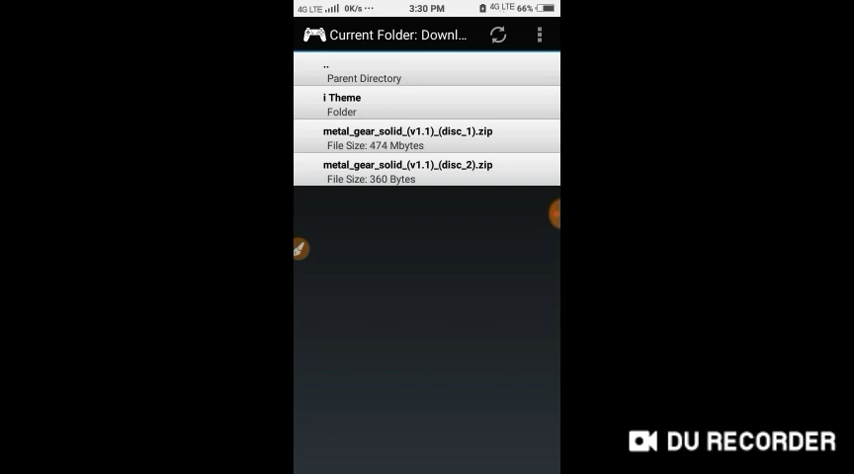 4G LTE 0K/s ··· 3:30 PM 4G LTE 66%
Current Folder: Downl...
..
Parent Directory
i Theme
Folder
metal_gear_solid_(v1.1)_(disc_1).zip
File Size: 474 Mbytes
metal_gear_solid_(v1.1)_(disc_2).zip
File Size: 360 Bytes
DU RECORDER